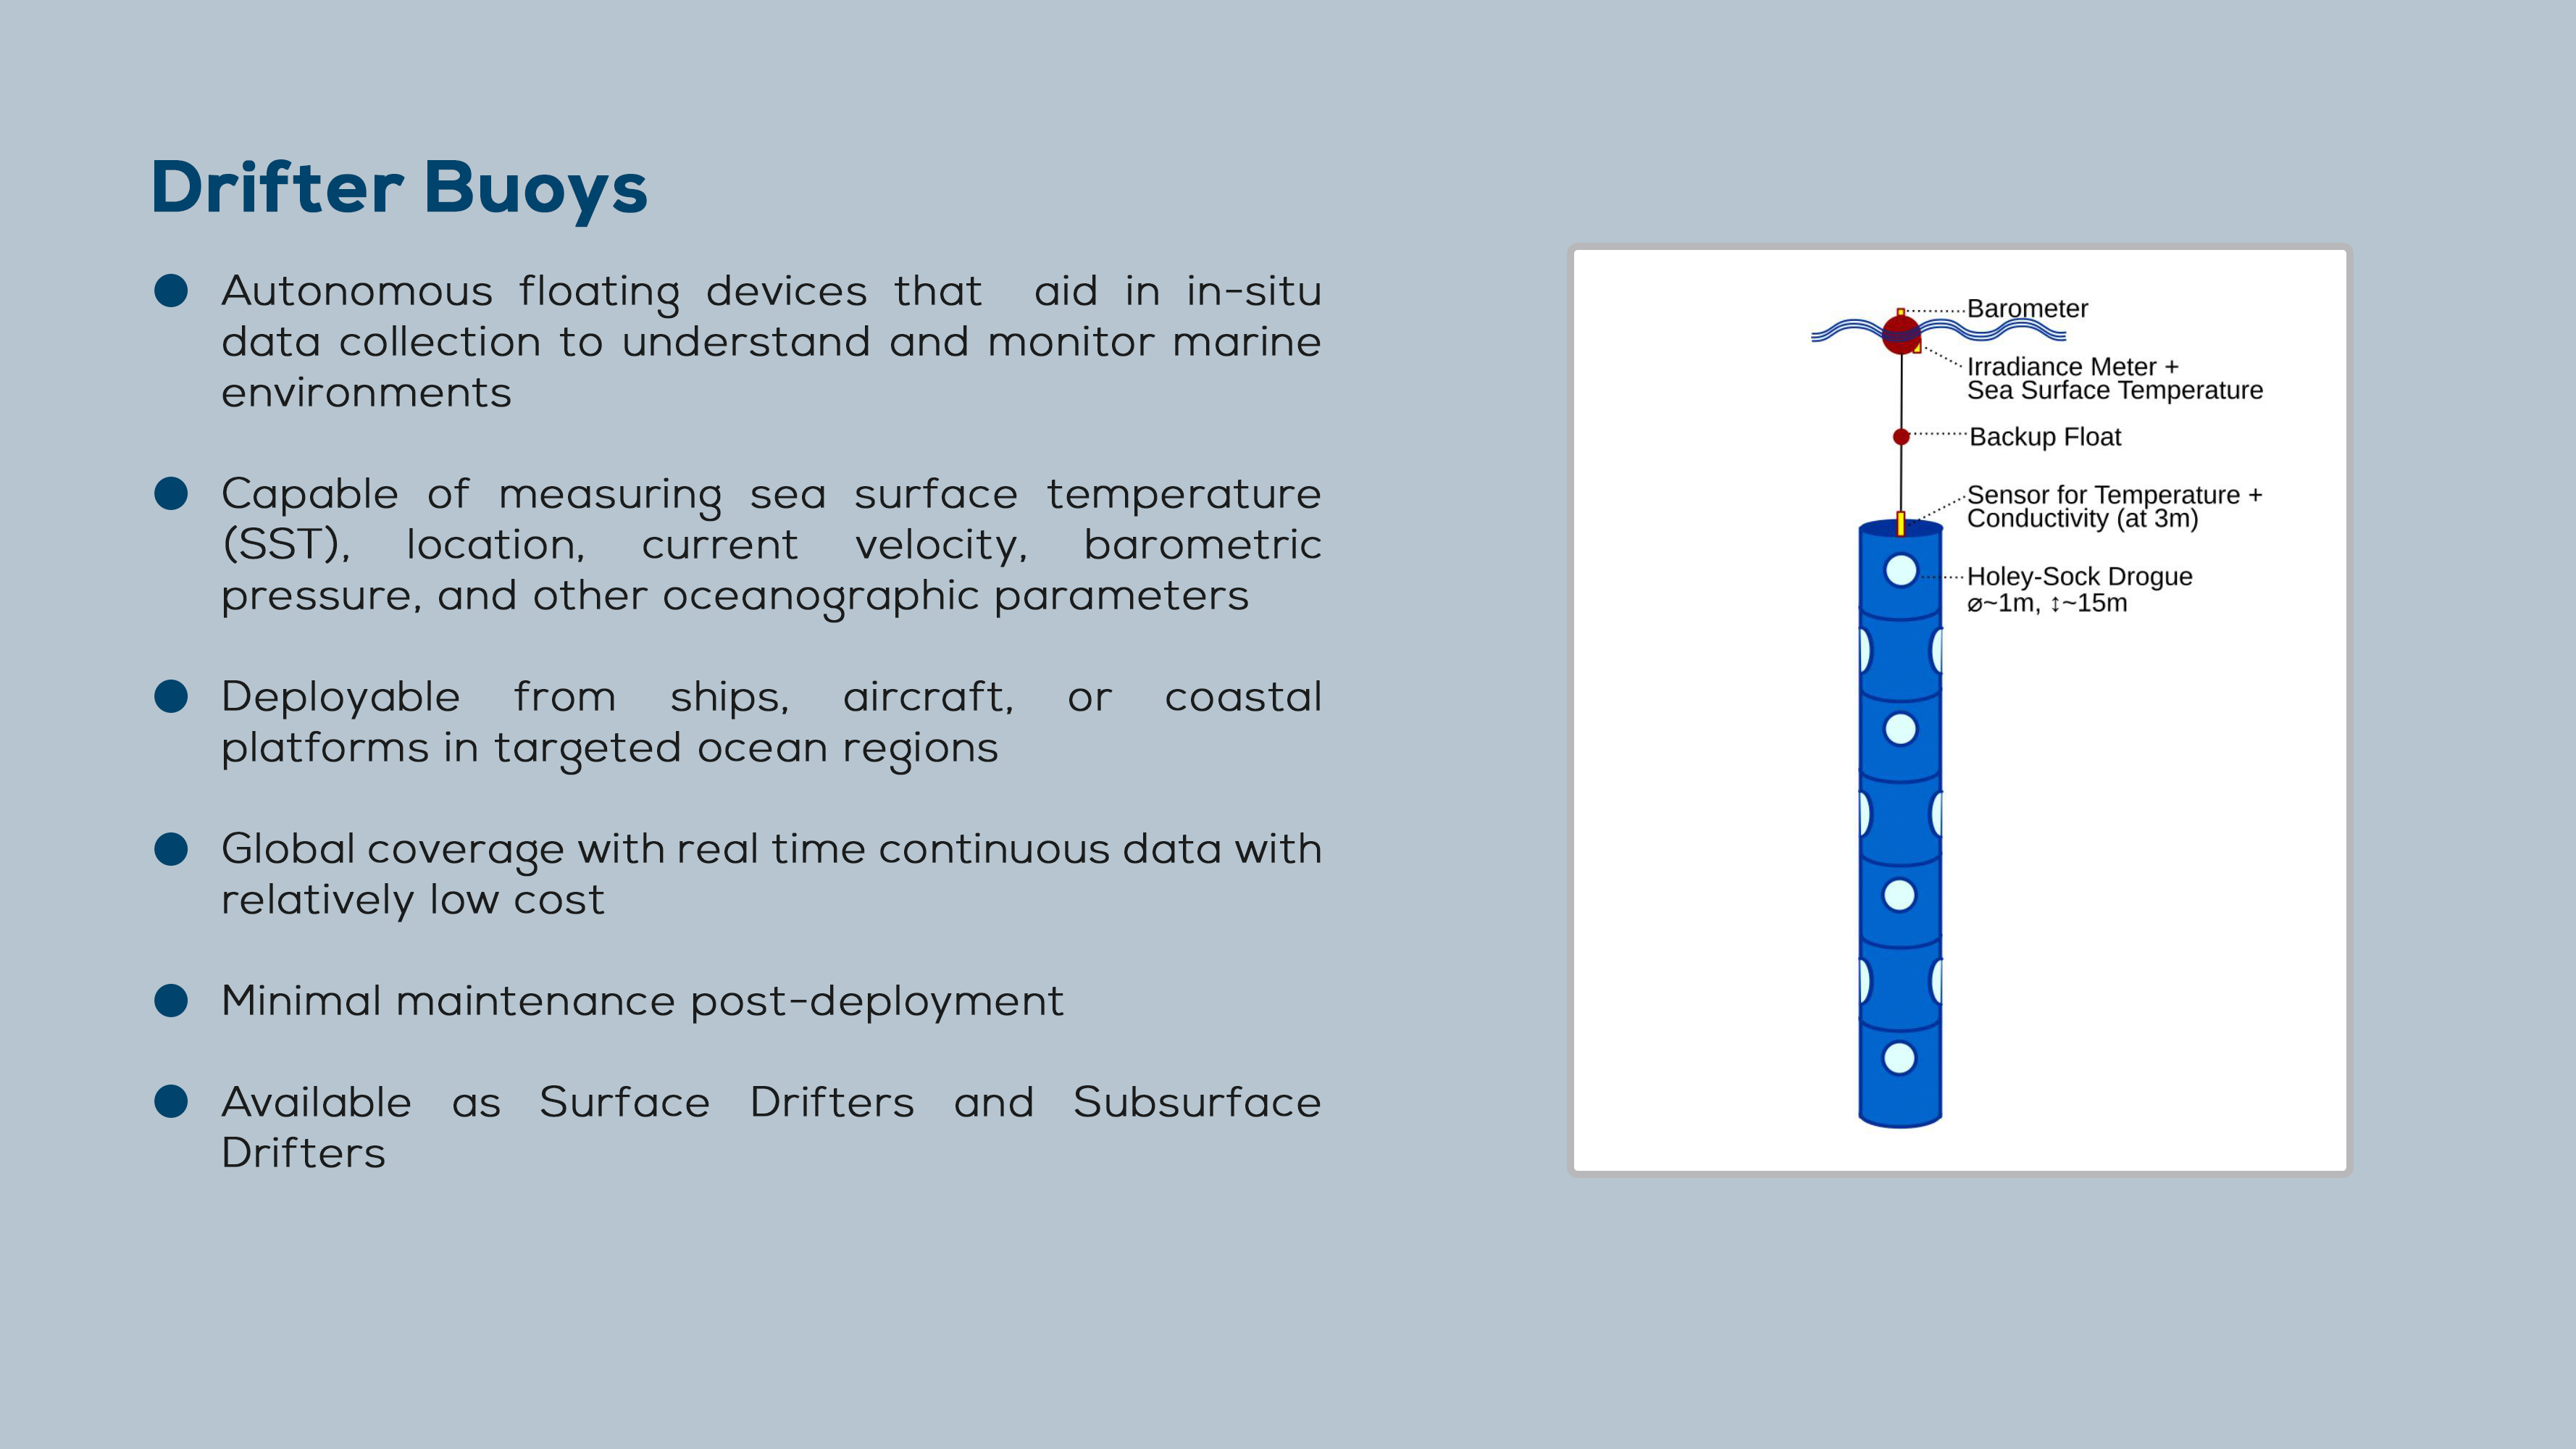 Drifter Buoys
Autonomous floating devices that aid in in-situ
data collection to understand and monitor marine
environments
Capable of measuring sea surface temperature
(SST), location, current velocity, barometric
pressure, and other oceanographic parameters
Deployable from ships, aircraft, or coastal
platforms in targeted ocean regions
Global coverage with real time continuous data with
relatively low cost
Minimal maintenance post-deployment
Available as Surface Drifters and Subsurface
Drifters
Barometer
Irradiance Meter +
Sea Surface Temperature
Backup Float
Sensor for Temperature +
Conductivity (at 3m)
Holey-Sock Drogue
⌀~1m, ↕~15m